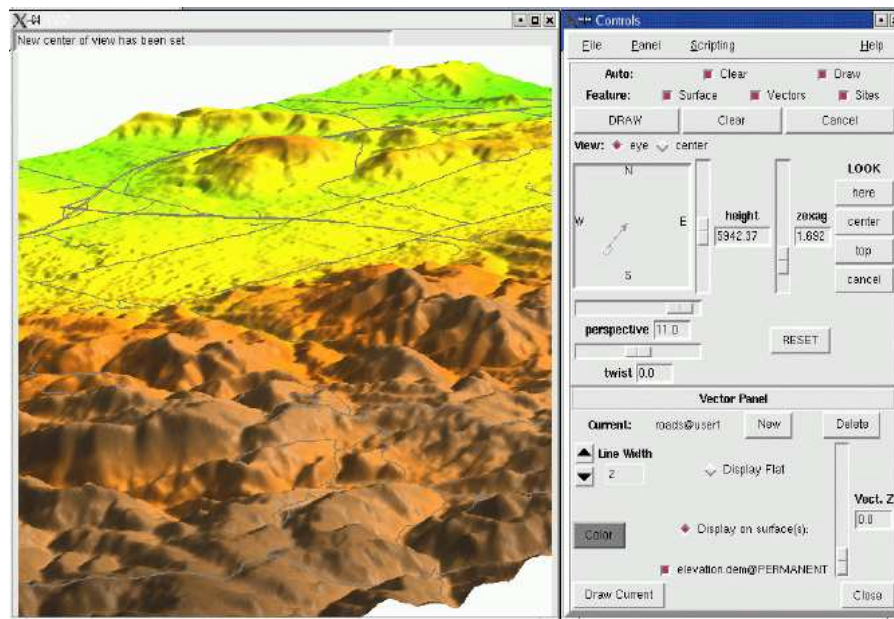 New center of view has been set
Controls
File Panel Scripting Help
Auto: Clear Draw
Feature: Surface Vectors Sites
DRAW Clear Cancel
View: eye center
N
W E
S
height
5942.37
zexag
1.692
LOOK
here
center
top
cancel
perspective 11.0
RESET
twist 0.0
Vector Panel
Current: roads@user1 New Delete
Line Width
2
Display Flat
Vect. Z
0.0
Color
Display on surface(s):
elevation.dem@PERMANENT
Draw Current Close